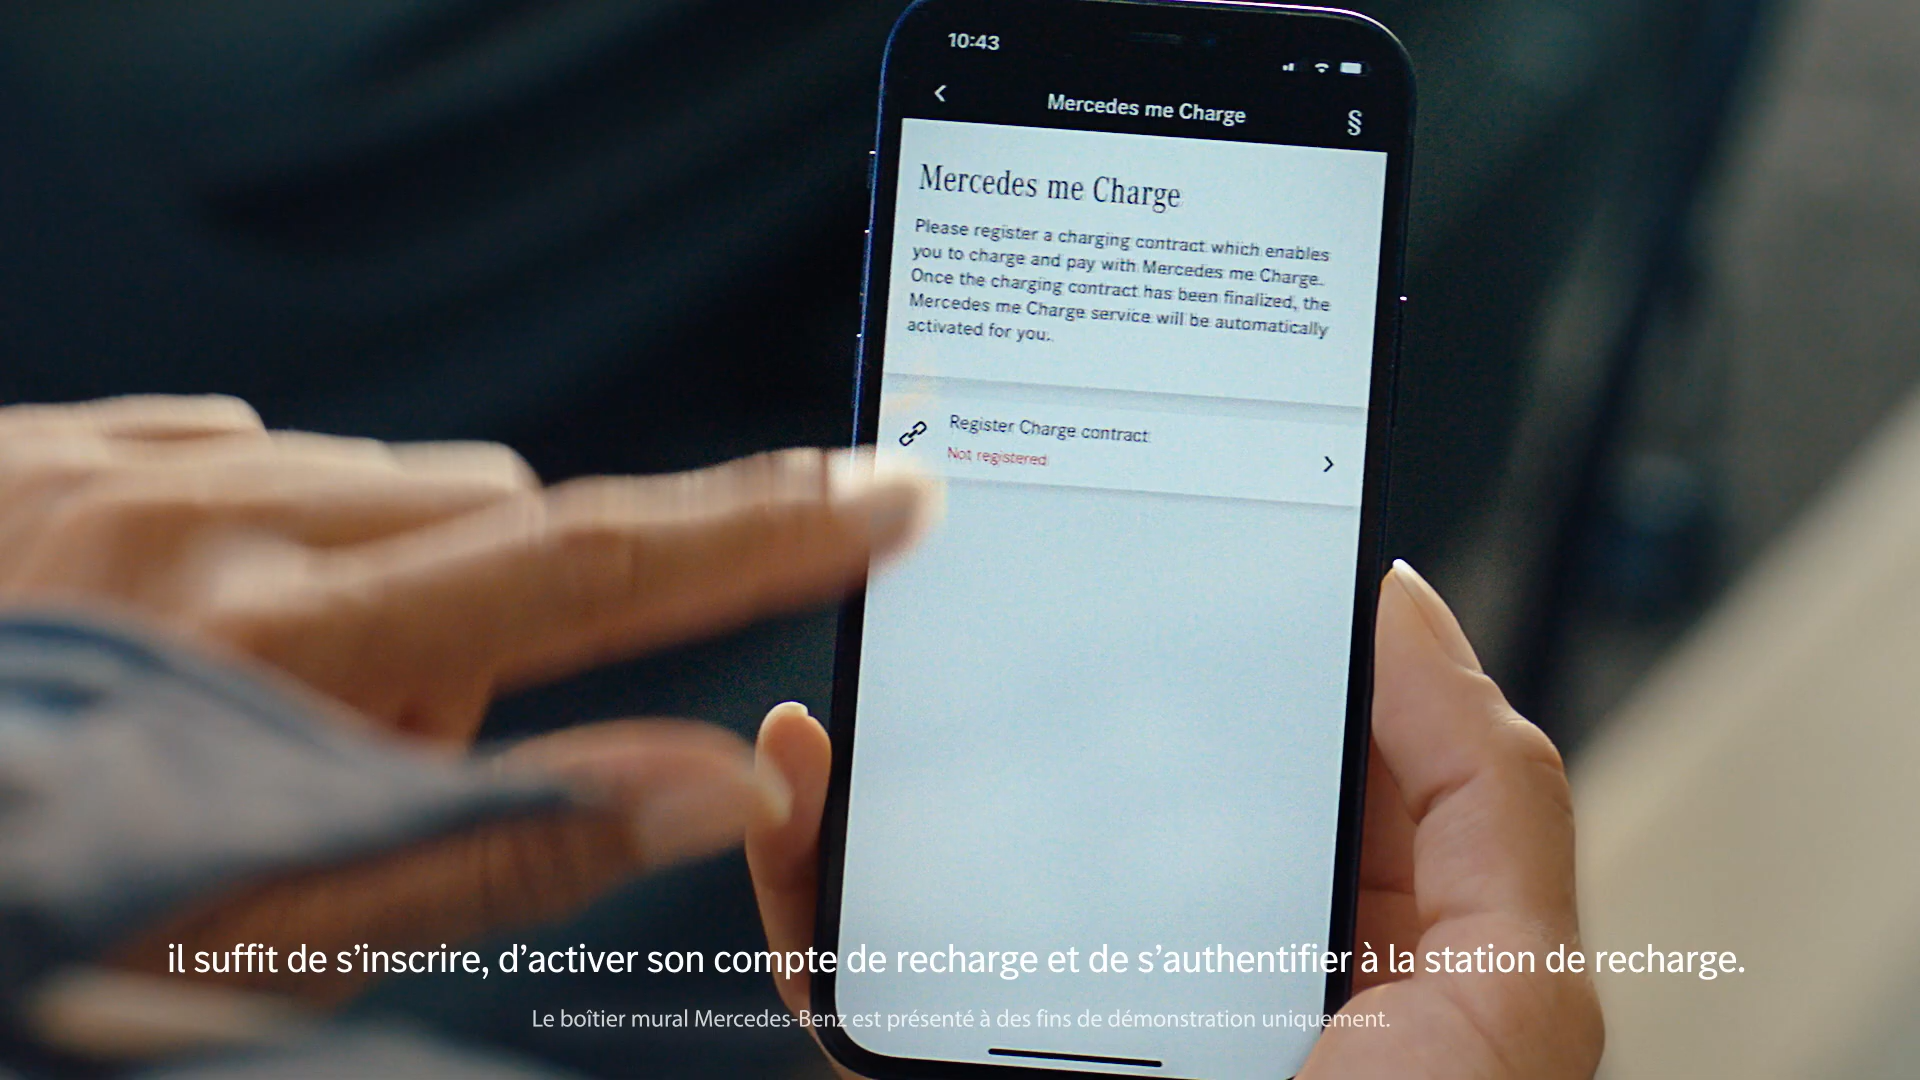 10:43
Mercedes me Charge
§
Mercedes me Charge
Please register a charging contract which enables
you to charge and pay with Mercedes me Charge.
Once the charging contract has been finalized, the
Mercedes me Charge service will be automatically
activated for you.
Register Charge contract
Not registered
il suffit de s’inscrire, d’activer son compte de recharge et de s’authentifier à la station de recharge.
Le boîtier mural Mercedes-Benz est présenté à des fins de démonstration uniquement.